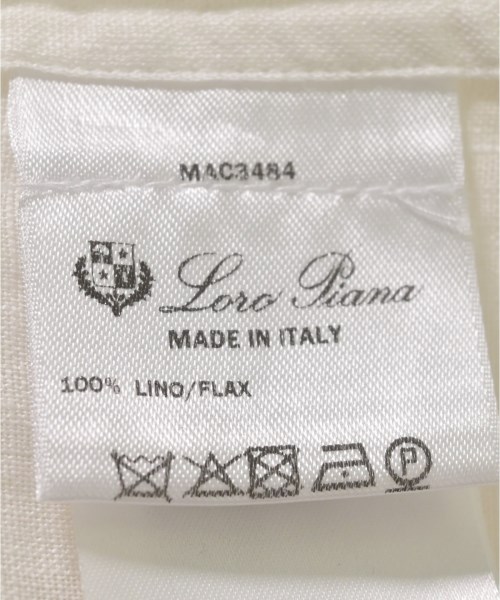 MAC3484
Loro Piana
MADE IN ITALY
100% LINO/FLAX
P